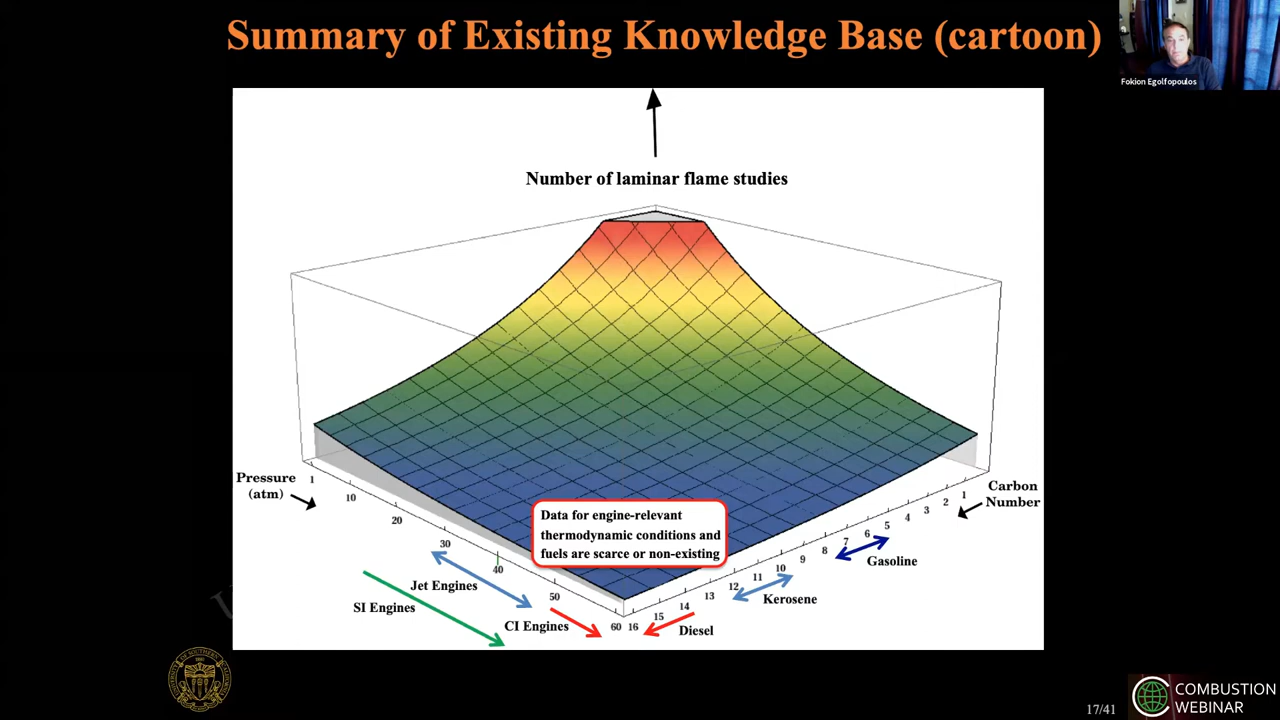 Summary of Existing Knowledge Base (cartoon)
Fokion Egolfopoulos
Number of laminar flame studies
Pressure
(atm)
1
10
20
30
40
50
60
Jet Engines
SI Engines
CI Engines
Data for engine-relevant
thermodynamic conditions and
fuels are scarce or non-existing
Carbon
Number
1
2
3
4
5
6
7
8
9
10
11
12
13
14
15
16
Gasoline
Kerosene
Diesel
17/41
COMBUSTION
WEBINAR